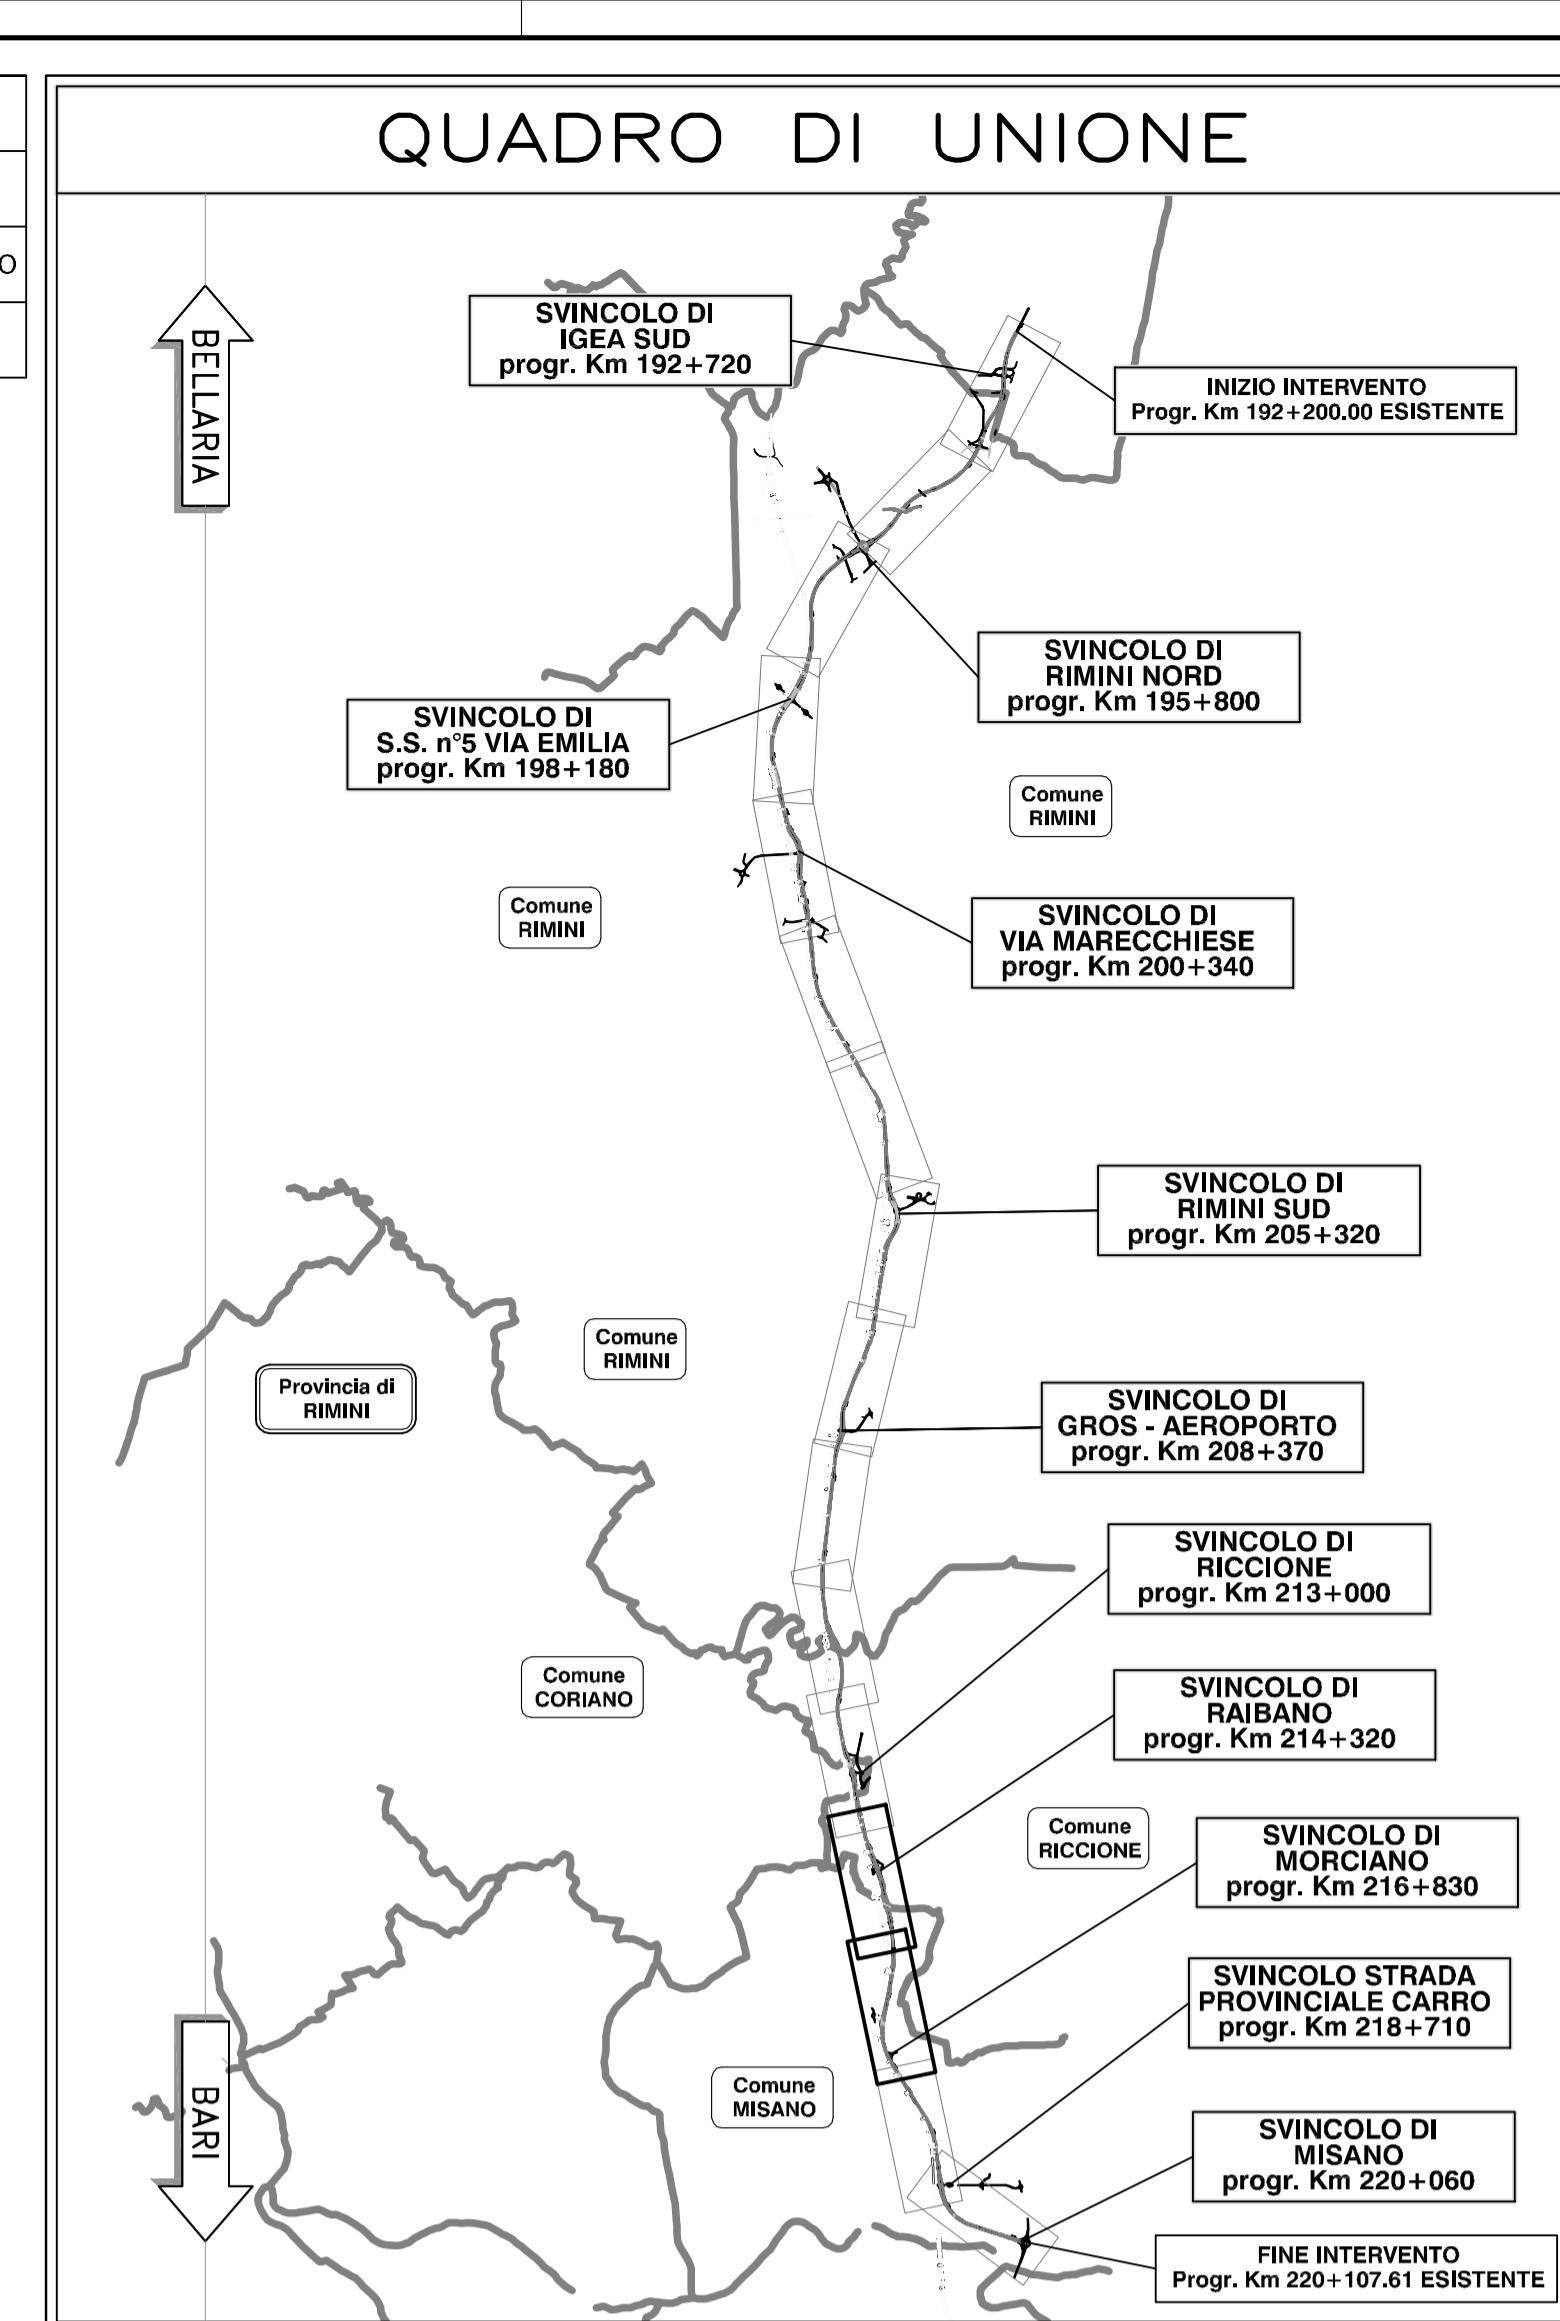 QUADRO DI UNIONE
O
BELLARIA
SVINCOLO DI
IGEA SUD
progr. Km 192+720
INIZIO INTERVENTO
Progr. Km 192+200.00 ESISTENTE
SVINCOLO DI
RIMINI NORD
progr. Km 195+800
SVINCOLO DI
S.S. n°5 VIA EMILIA
progr. Km 198+180
Comune
RIMINI
Comune
RIMINI
SVINCOLO DI
VIA MARECCHIESE
progr. Km 200+340
SVINCOLO DI
RIMINI SUD
progr. Km 205+320
Comune
RIMINI
Provincia di
RIMINI
SVINCOLO DI
GROS - AEROPORTO
progr. Km 208+370
SVINCOLO DI
RICCIONE
progr. Km 213+000
Comune
CORIANO
SVINCOLO DI
RAIBANO
progr. Km 214+320
Comune
RICCIONE
SVINCOLO DI
MORCIANO
progr. Km 216+830
SVINCOLO STRADA
PROVINCIALE CARRO
progr. Km 218+710
Comune
MISANO
BARI
SVINCOLO DI
MISANO
progr. Km 220+060
FINE INTERVENTO
Progr. Km 220+107.61 ESISTENTE